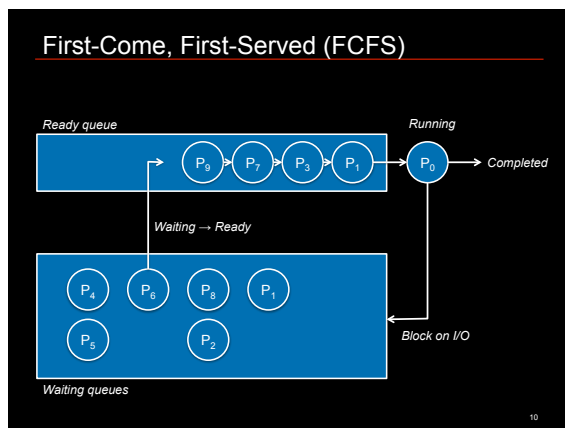 First-Come, First-Served (FCFS)
Ready queue
Running
P₉ P₇ P₃ P₁ P₀ Completed
Waiting → Ready
P₄ P₆ P₈ P₁
P₅ P₂
Block on I/O
Waiting queues
10